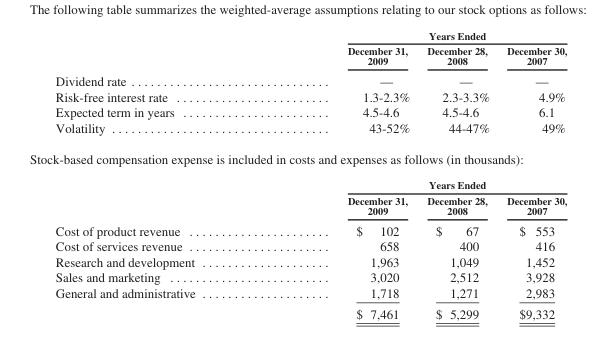 The following table summarizes the weighted-average assumptions relating to our stock options as follows:
Years Ended
December 31, 2009 December 28, 2008 December 30, 2007
Dividend rate . . . . . . . . . . . . . . . . . . . . . . . . . . . . . . — — —
Risk-free interest rate . . . . . . . . . . . . . . . . . . . . . . . 1.3-2.3% 2.3-3.3% 4.9%
Expected term in years . . . . . . . . . . . . . . . . . . . . . . 4.5-4.6 4.5-4.6 6.1
Volatility . . . . . . . . . . . . . . . . . . . . . . . . . . . . . . . . . 43-52% 44-47% 49%
Stock-based compensation expense is included in costs and expenses as follows (in thousands):
Years Ended
December 31, 2009 December 28, 2008 December 30, 2007
Cost of product revenue . . . . . . . . . . . . . . . . . . . . . $ 102 $ 67 $ 553
Cost of services revenue . . . . . . . . . . . . . . . . . . . . . 658 400 416
Research and development . . . . . . . . . . . . . . . . . . . 1,963 1,049 1,452
Sales and marketing . . . . . . . . . . . . . . . . . . . . . . . . 3,020 2,512 3,928
General and administrative . . . . . . . . . . . . . . . . . . . 1,718 1,271 2,983
$ 7,461 $ 5,299 $9,332